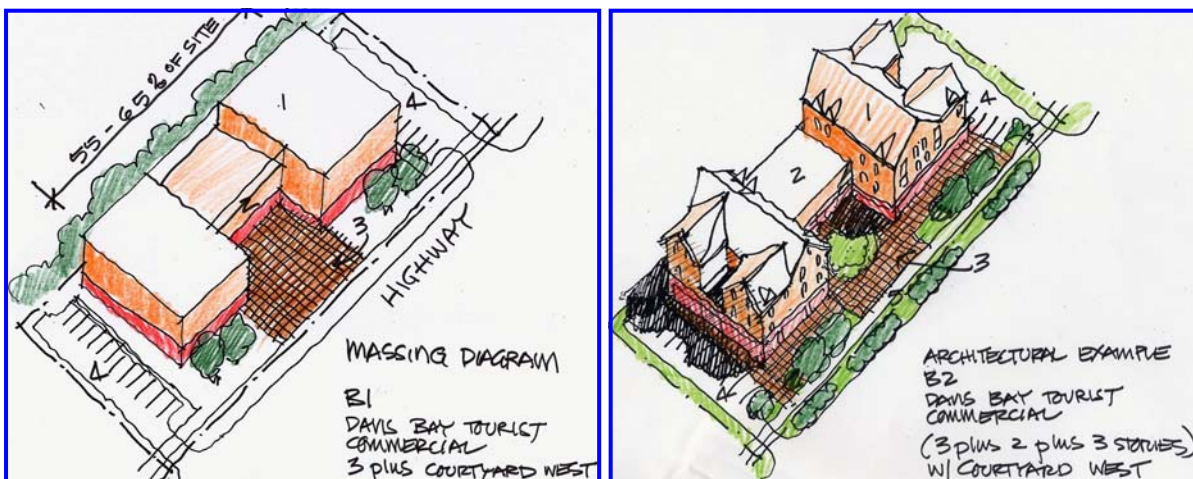 55-65% OF SITE
1
4
2
3
HIGHWAY
4
MASSING DIAGRAM
B1
DAVIS BAY TOURIST
COMMERCIAL
3 plus COURTYARD WEST
1
4
2
3
4
ARCHITECTURAL EXAMPLE
B2
DAVIS BAY TOURIST
COMMERCIAL
(3 plus 2 plus 3 STORIES)
W/ COURTYARD WEST